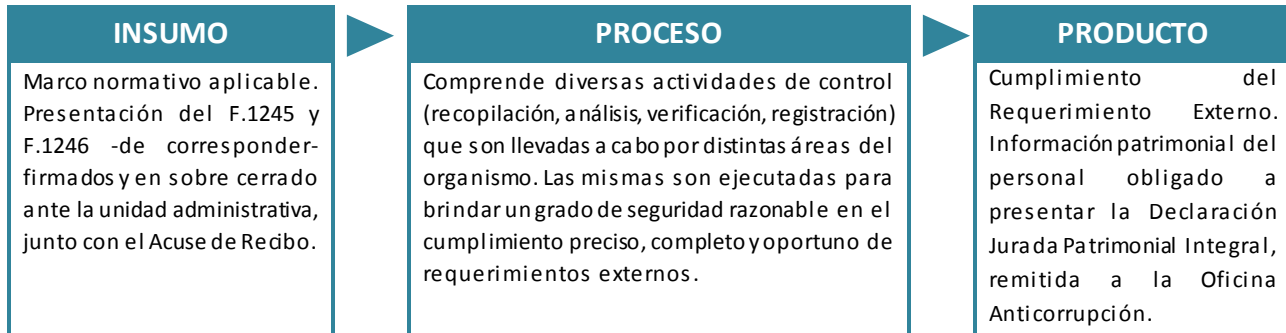 INSUMO
Marco normativo aplicable.
Presentación del F.1245 y
F.1246 -de corresponder-
firmados y en sobre cerrado
ante la unidad administrativa,
junto con el Acuse de Recibo.
PROCESO
Comprende diversas actividades de control
(recopilación, análisis, verificación, registración)
que son llevadas a cabo por distintas áreas del
organismo. Las mismas son ejecutadas para
brindar un grado de seguridad razonable en el
cumplimiento preciso, completo y oportuno de
requerimientos externos.
PRODUCTO
Cumplimiento del
Requerimiento Externo.
Información patrimonial del
personal obligado a
presentar la Declaración
Jurada Patrimonial Integral,
remitida a la Oficina
Anticorrupción.